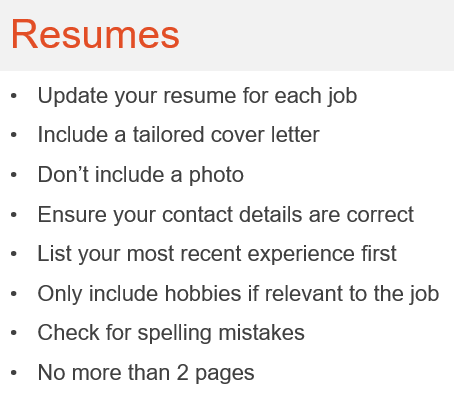 Resumes
• Update your resume for each job
• Include a tailored cover letter
• Don’t include a photo
• Ensure your contact details are correct
• List your most recent experience first
• Only include hobbies if relevant to the job
• Check for spelling mistakes
• No more than 2 pages